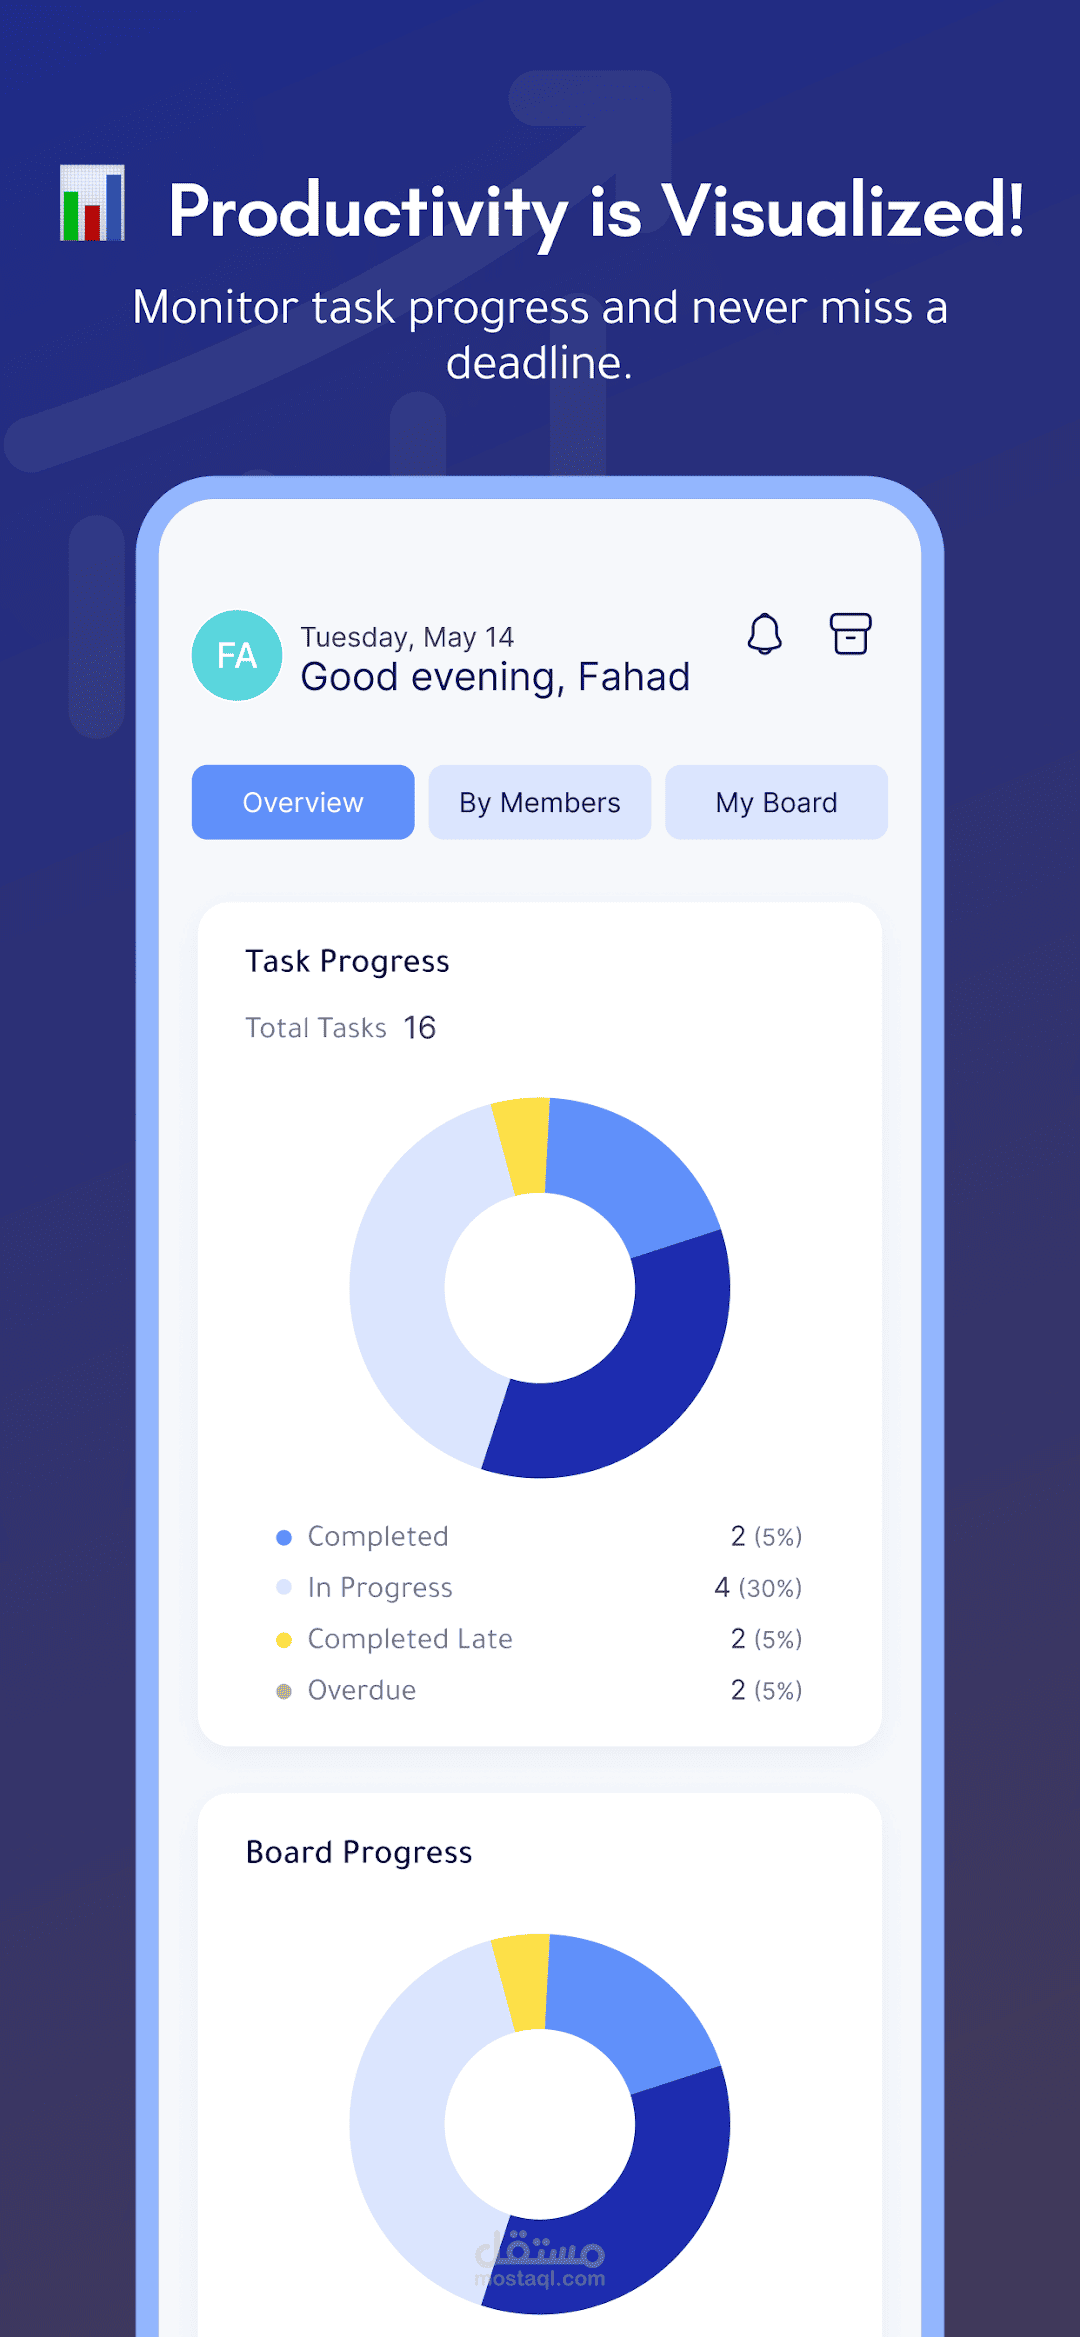 Productivity is Visualized!
Monitor task progress and never miss a
deadline.
FA
Tuesday, May 14
Good evening, Fahad
Overview
By Members
My Board
Task Progress
Total Tasks 16
Completed 2 (5%)
In Progress 4 (30%)
Completed Late 2 (5%)
Overdue 2 (5%)
Board Progress
مستقل
mostaql.com